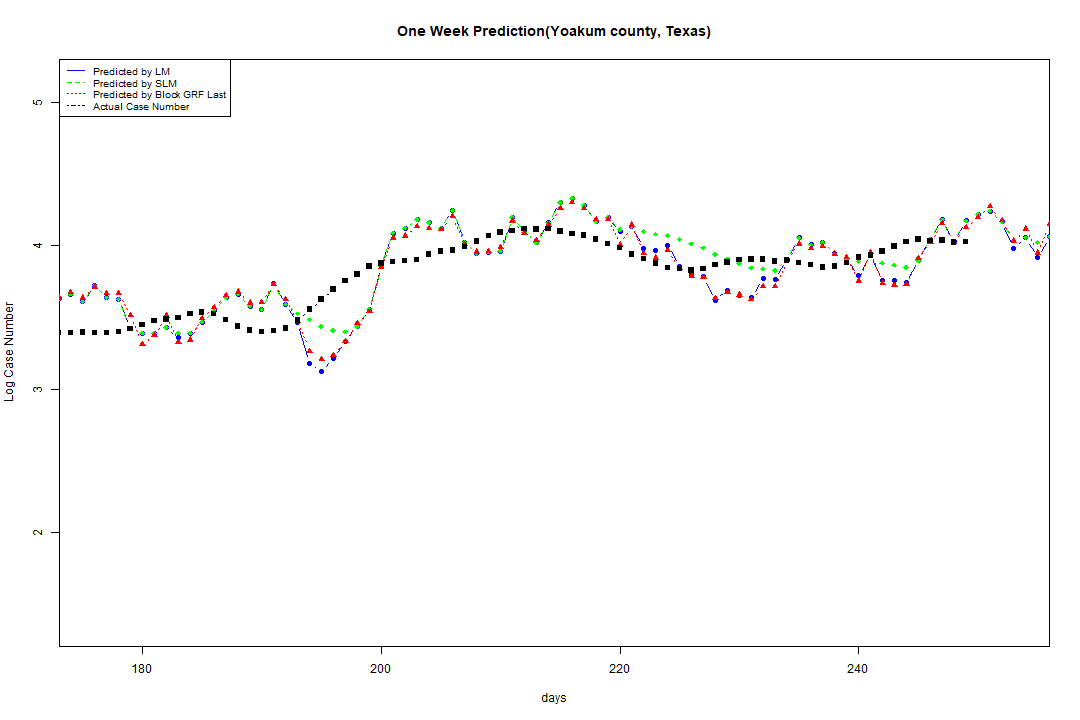 One Week Prediction(Yoakum county, Texas)
Predicted by LM
Predicted by SLM
Predicted by Block GRF Last
Actual Case Number
5
4
3
2
Log Case Number
180 200 220 240
days